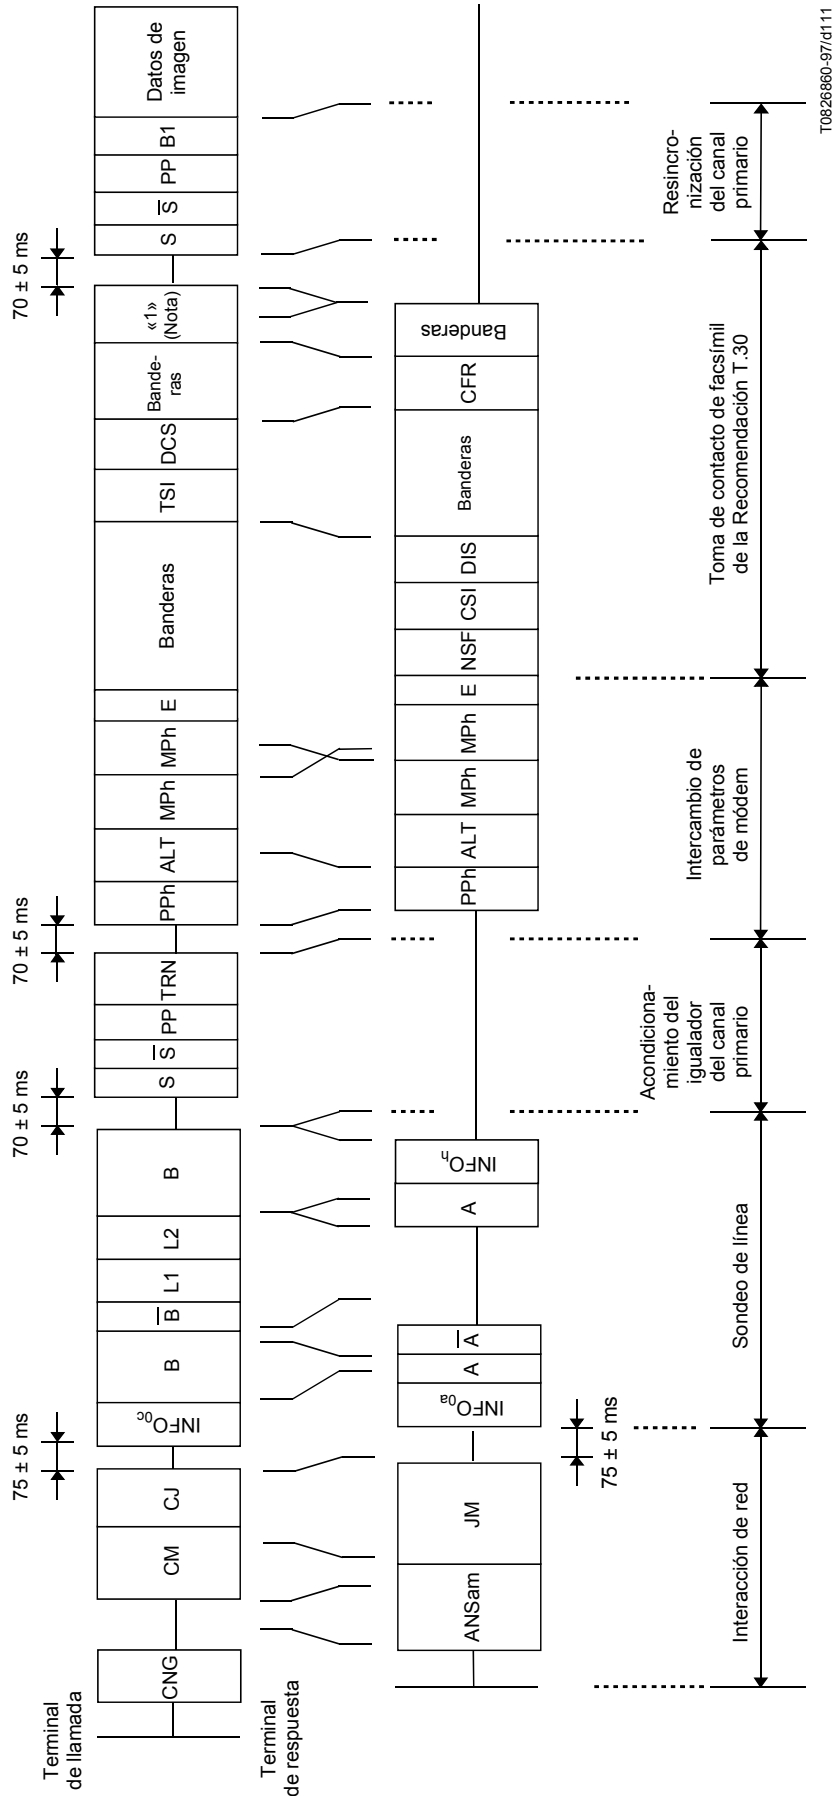 Terminal
de llamada
CNG
CM
CJ
75 ± 5 ms
INFO0c
B
B
L1
L2
B
70 ± 5 ms
S
S
PP
TRN
70 ± 5 ms
PPh
ALT
MPh
MPh
E
Banderas
TSI
DCS
Bande-
ras
«1»
(Nota)
70 ± 5 ms
S
S
PP
B1
Datos de
imagen
Terminal
de respuesta
ANSam
JM
75 ± 5 ms
INFO0a
A
A
A
INFOh
PPh
ALT
MPh
MPh
E
NSF
CSI
DIS
Banderas
CFR
Banderas
Interacción de red
Sondeo de línea
Acondiciona-
miento del
igualador
del canal
primario
Intercambio de
parámetros
de módem
Toma de contacto de facsímil
de la Recomendación T.30
Resincro-
nización
del canal
primario
T0826860-97/d111